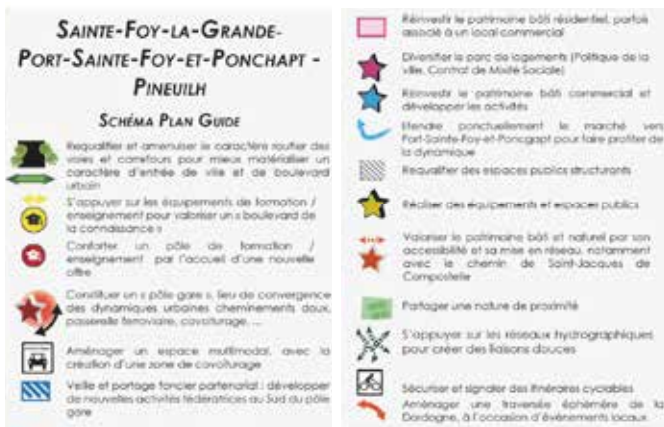 SAINTE-FOY-LA-GRANDE-
PORT-SAINTE-FOY-ET-PONCHAPT -
PINEUILH
SCHÉMA PLAN GUIDE
Requalifier et amenuiser le caractère routier des
voies et carrefours pour mieux matérialiser un
caractère d'entrée de ville et de boulevard
urbain
S'appuyer sur les équipements de formation /
enseignement pour valoriser un « boulevard de
la connaissance »
Conforter un pôle de formation /
enseignement par l'accueil d'une nouvelle
offre
Constituer un « pôle gare », lieu de convergence
des dynamiques urbaines cheminements doux,
passerelle ferroviaire, covoiturage, ...
Aménager un espace multimodal, avec la
création d'une zone de covoiturage
Veille et portage foncier partenarial : développer
de nouvelles activités fédératrices au Sud du pôle
gare
Réinvestir le patrimoine bâti résidentiel, parfois
associé à un local commercial
Diversifier le parc de logements (Politique de la
ville, Contrat de Mixité Sociale)
Réinvestir le patrimoine bâti commercial et
développer les activités
Etendre ponctuellement le marché vers
Port-Sainte-Foy-et-Poncgapt pour faire profiter de
la dynamique
Requalifier des espaces publics structurants
Réaliser des équipements et espaces publics
Valoriser le patrimoine bâti et naturel par son
accessibilité et sa mise en réseau, notamment
avec le chemin de Saint-Jacques de
Compostelle
Partager une nature de proximité
S'appuyer sur les réseaux hydrographiques
pour créer des liaisons douces
Sécuriser et signaler des itinéraires cyclables
Aménager une traversée éphémère de la
Dordogne, à l'occasion d'événements locaux